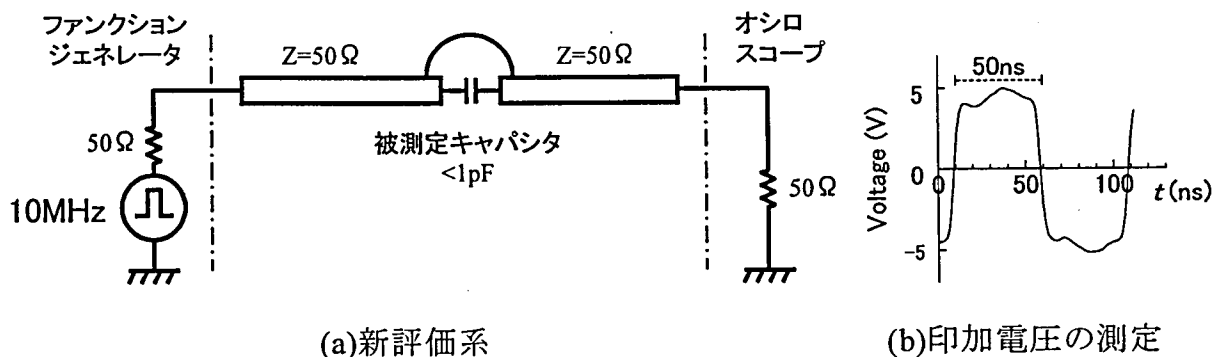 ファンクション
ジェネレータ
Z=50Ω
Z=50Ω
オシロ
スコープ
50Ω
10MHz
被測定キャパシタ
<1pF
50Ω
50ns
Voltage (V)
5
0
-5
0
50
100
t (ns)
(a)新評価系
(b)印加電圧の測定